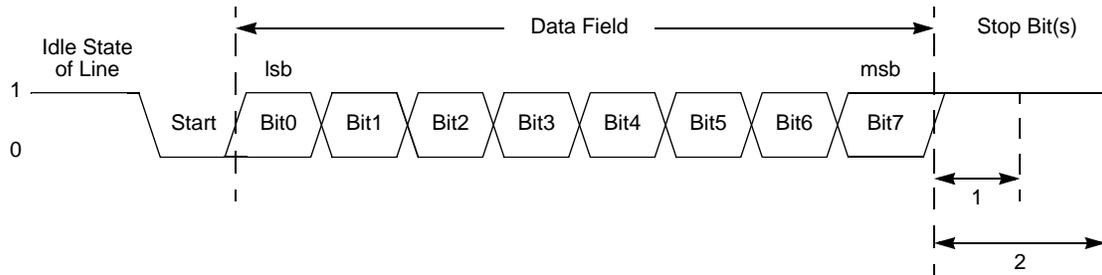 Data Field
Stop Bit(s)
Idle State
of Line
lsb
msb
1
Start
Bit0
Bit1
Bit2
Bit3
Bit4
Bit5
Bit6
Bit7
0
1
2